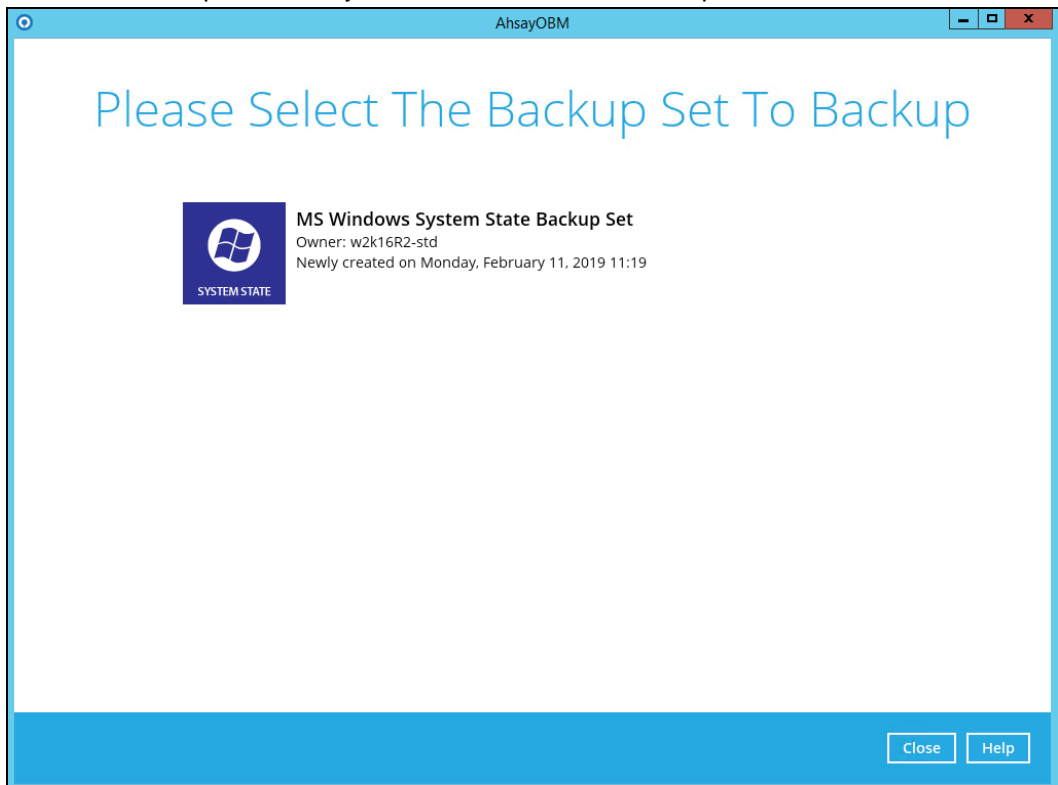 AhsayOBM
Please Select The Backup Set To Backup
MS Windows System State Backup Set
Owner: w2k16R2-std
Newly created on Monday, February 11, 2019 11:19
SYSTEM STATE
Close Help